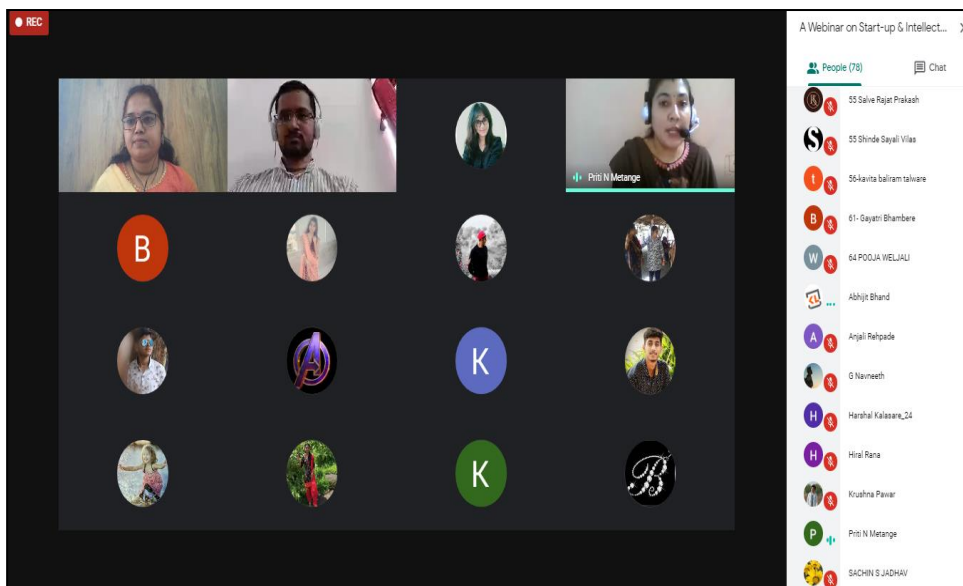 REC
A Webinar on Start-up & Intellect...
People (78)
Chat
Priti N Metange
B
K
K
B
55 Salve Rajat Prakash
55 Shinde Sayali Vilas
t
56-kavita baliram talware
B
61- Gayatri Bhambere
W
64 POOJA WELJALI
Abhijit Bhand
A
Anjali Rehpade
G Navneeth
H
Harshal Kalasare_24
H
Hiral Rana
Krushna Pawar
P
Priti N Metange
SACHIN S JADHAV